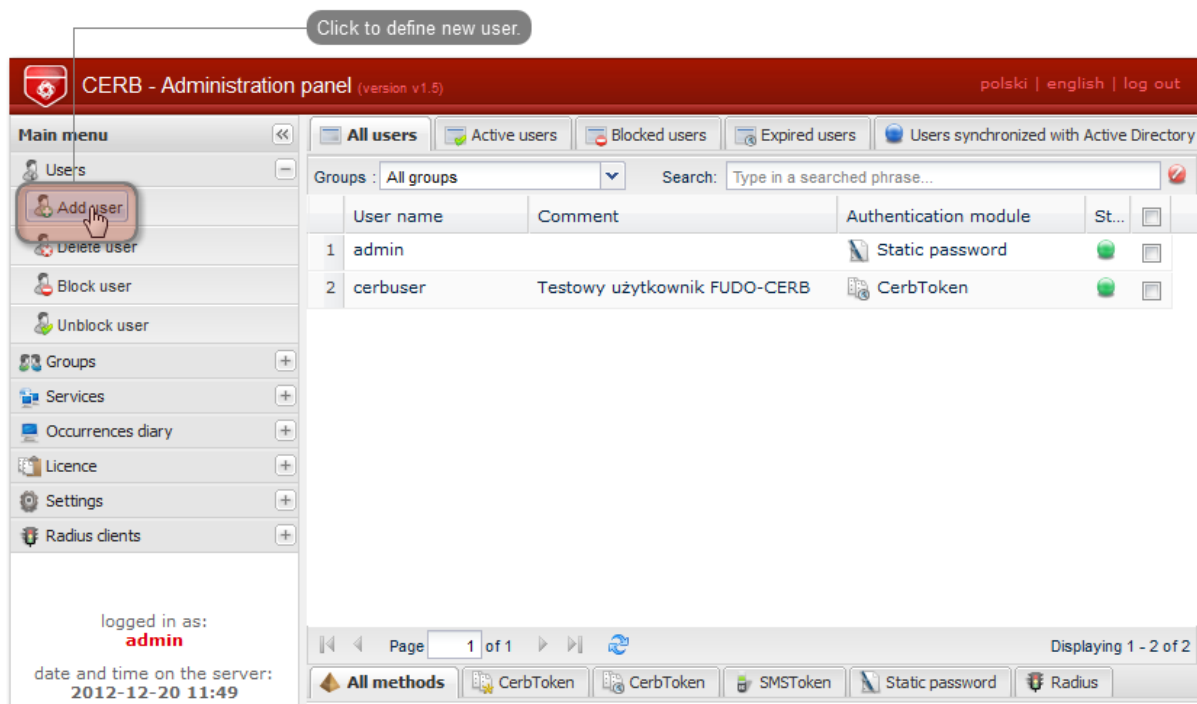 Click to define new user.
CERB - Administration panel (version v1.5)
polski | english | log out
Main menu
Users
Add user
Delete user
Block user
Unblock user
Groups
Services
Occurrences diary
Licence
Settings
Radius clients
logged in as:
admin
date and time on the server:
2012-12-20 11:49
All users Active users Blocked users Expired users Users synchronized with Active Directory
Groups : All groups Search: Type in a searched phrase...
User name Comment Authentication module St...
1 admin Static password
2 cerbuser Testowy użytkownik FUDO-CERB CerbToken
Page 1 of 1 Displaying 1 - 2 of 2
All methods CerbToken CerbToken SMSToken Static password Radius